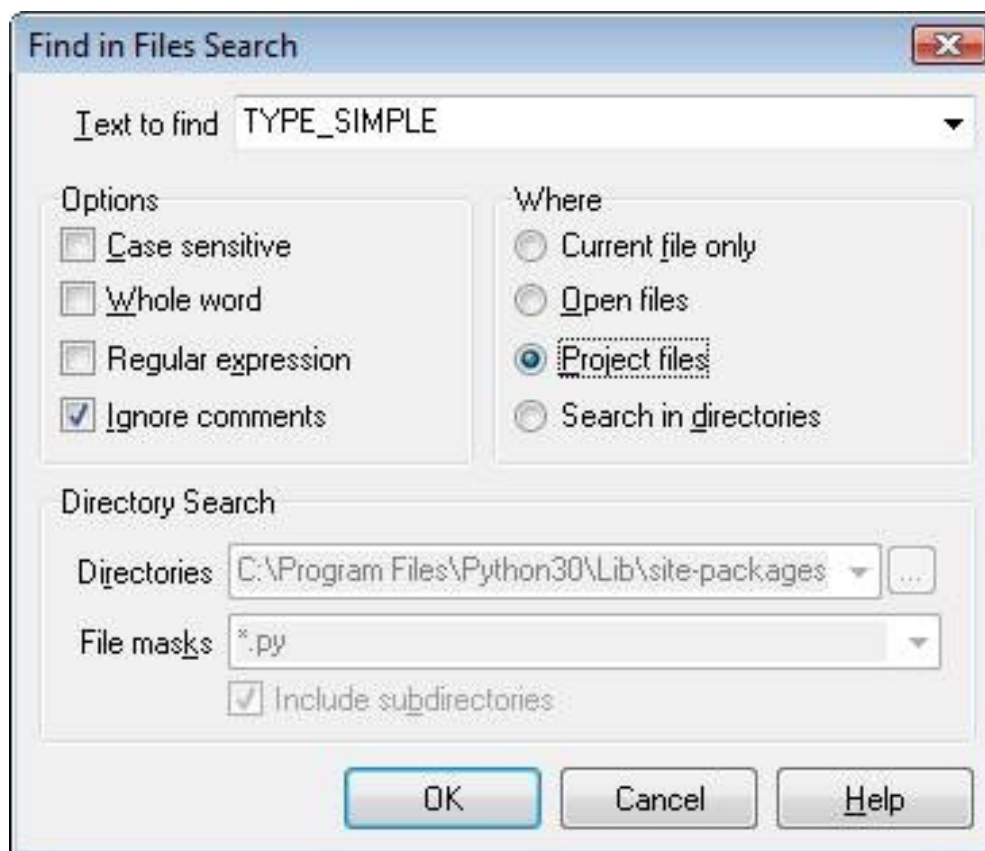 Find in Files Search
Text to find TYPE_SIMPLE
Options
Case sensitive
Whole word
Regular expression
Ignore comments
Where
Current file only
Open files
Project files
Search in directories
Directory Search
Directories C:\Program Files\Python30\Lib\site-packages ...
File masks *.py
Include subdirectories
OK Cancel Help